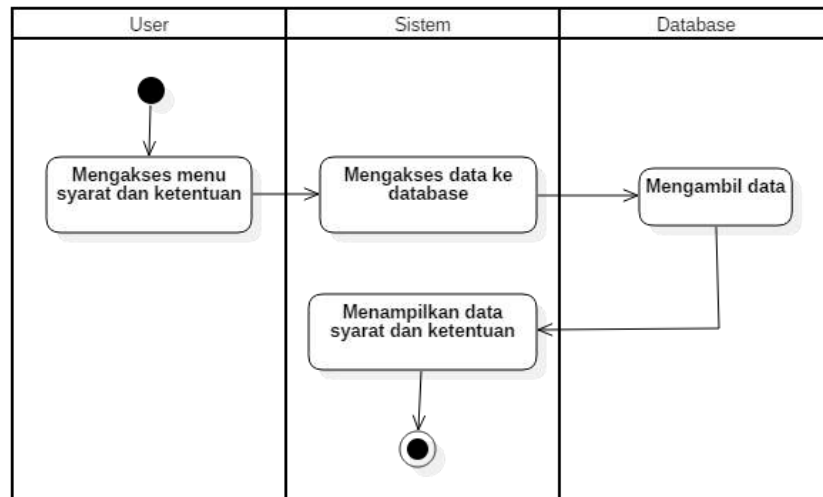 User
Sistem
Database
Mengakses menu
syarat dan ketentuan
Mengakses data ke
database
Mengambil data
Menampilkan data
syarat dan ketentuan